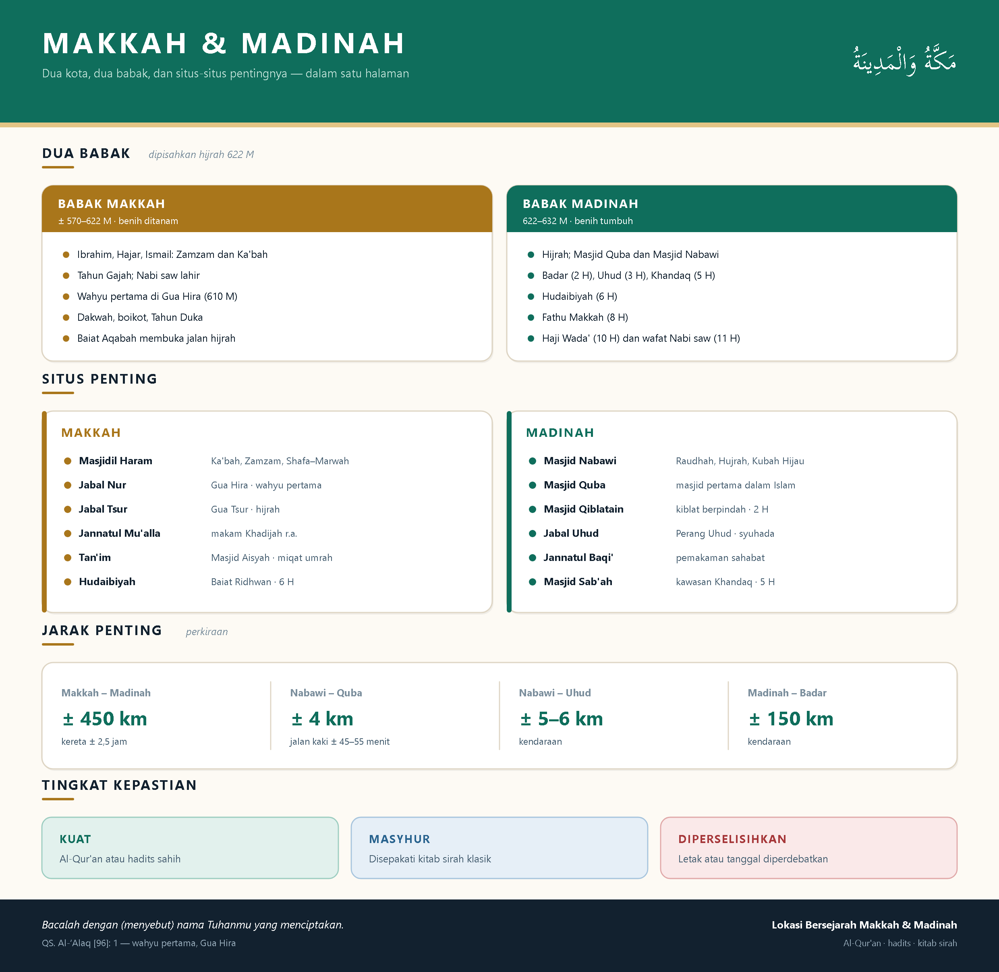 MAKKAH & MADINAH
Dua kota, dua babak, dan situs-situs pentingnya — dalam satu halaman
مَكَّةُ وَالْمَدِينَةُ
DUA BABAK dipisahkan hijrah 622 M
BABAK MAKKAH
± 570–622 M · benih ditanam
Ibrahim, Hajar, Ismail: Zamzam dan Ka'bah
Tahun Gajah; Nabi saw lahir
Wahyu pertama di Gua Hira (610 M)
Dakwah, boikot, Tahun Duka
Baiat Aqabah membuka jalan hijrah
BABAK MADINAH
622–632 M · benih tumbuh
Hijrah; Masjid Quba dan Masjid Nabawi
Badar (2 H), Uhud (3 H), Khandaq (5 H)
Hudaibiyah (6 H)
Fathu Makkah (8 H)
Haji Wada' (10 H) dan wafat Nabi saw (11 H)
SITUS PENTING
MAKKAH
Masjidil Haram Ka'bah, Zamzam, Shafa–Marwah
Jabal Nur Gua Hira · wahyu pertama
Jabal Tsur Gua Tsur · hijrah
Jannatul Mu'alla makam Khadijah r.a.
Tan'im Masjid Aisyah · miqat umrah
Hudaibiyah Baiat Ridhwan · 6 H
MADINAH
Masjid Nabawi Raudhah, Hujrah, Kubah Hijau
Masjid Quba masjid pertama dalam Islam
Masjid Qiblatain kiblat berpindah · 2 H
Jabal Uhud Perang Uhud · syuhada
Jannatul Baqi' pemakaman sahabat
Masjid Sab'ah kawasan Khandaq · 5 H
JARAK PENTING perkiraan
Makkah – Madinah
± 450 km
kereta ± 2,5 jam
Nabawi – Quba
± 4 km
jalan kaki ± 45–55 menit
Nabawi – Uhud
± 5–6 km
kendaraan
Madinah – Badar
± 150 km
kendaraan
TINGKAT KEPASTIAN
KUAT
Al-Qur'an atau hadits sahih
MASYHUR
Disepakati kitab sirah klasik
DIPERSELISIHKAN
Letak atau tanggal diperdebatkan
Bacalah dengan (menyebut) nama Tuhanmu yang menciptakan.
QS. Al-'Alaq [96]: 1 — wahyu pertama, Gua Hira
Lokasi Bersejarah Makkah & Madinah
Al-Qur'an · hadits · kitab sirah